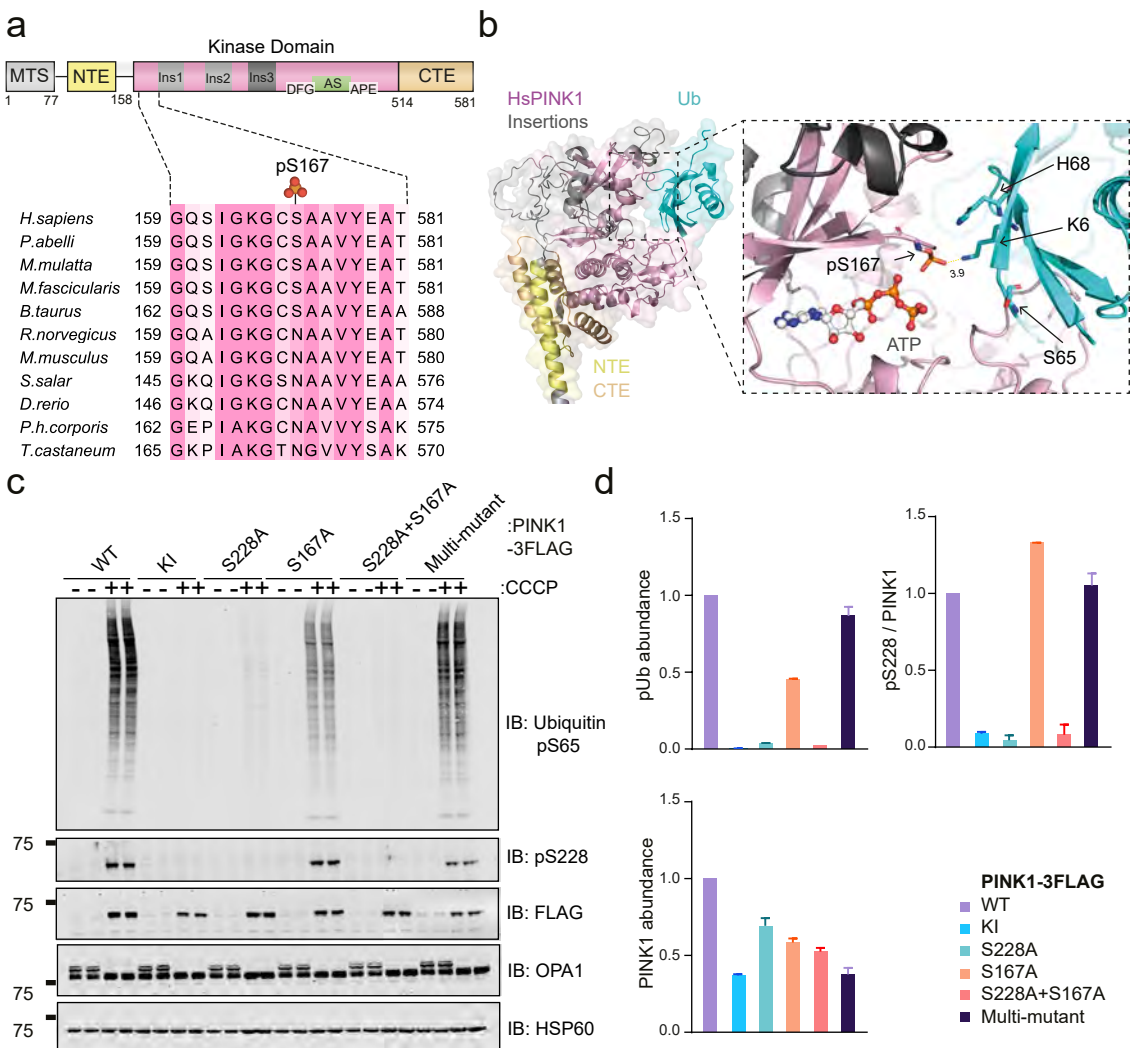 a
Kinase Domain
MTS NTE Ins1 Ins2 Ins3 DFG AS APE CTE
1 77 158 514 581
pS167
H.sapiens 159 GQSIGKGCSAAVYEAT 581
P.abelli 159 GQSIGKGCSAAVYEAT 581
M.mulatta 159 GQSIGKGCSAAVYEAT 581
M.fascicularis 159 GQSIGKGCSAAVYEAT 581
B.taurus 162 GQSIGKGCSAAVYEAA 588
R.norvegicus 159 GQAIGKGCNAAVYEAT 580
M.musculus 159 GQAIGKGCNAAVYEAT 580
S.salar 145 GKQIGKGSNAAVYEAA 576
D.rerio 146 GKQIGKGCNAAVYEAA 574
P.h.corporis 162 GEPIAKGCNAVVYSAK 575
T.castaneum 165 GKPIAKGTNGVVYSAK 570
b
HsPINK1
Insertions
Ub
NTE
CTE
H68
K6
pS167
3.9
ATP
S65
c
WT KI S228A S167A S228A+S167A Multi-mutant
:PINK1
-3FLAG
- - + + - - + + - - + + - - + + - - + + - - + + :CCCP
IB: Ubiquitin
pS65
75
IB: pS228
75
IB: FLAG
IB: OPA1
75
75
IB: HSP60
d
pUb abundance
1.5
1.0
0.5
0.0
pS228 / PINK1
1.5
1.0
0.5
0.0
PINK1 abundance
1.5
1.0
0.5
0.0
PINK1-3FLAG
WT
KI
S228A
S167A
S228A+S167A
Multi-mutant